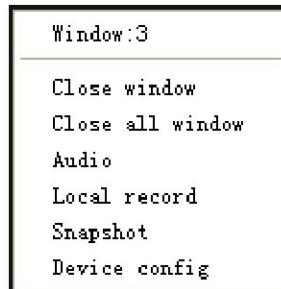 Window:3
Close window
Close all window
Audio
Local record
Snapshot
Device config